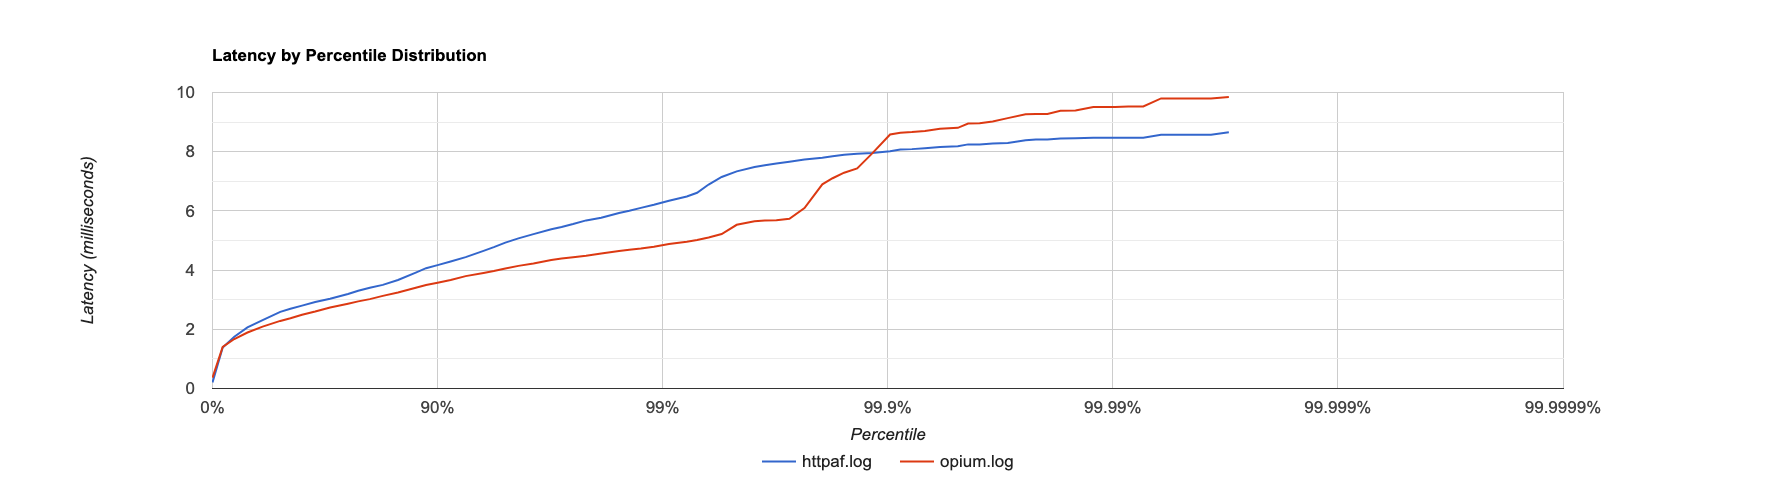 Latency by Percentile Distribution
10
8
6
4
2
0
Latency (milliseconds)
0% 90% 99% 99.9% 99.99% 99.999% 99.9999%
Percentile
httpaf.log opium.log